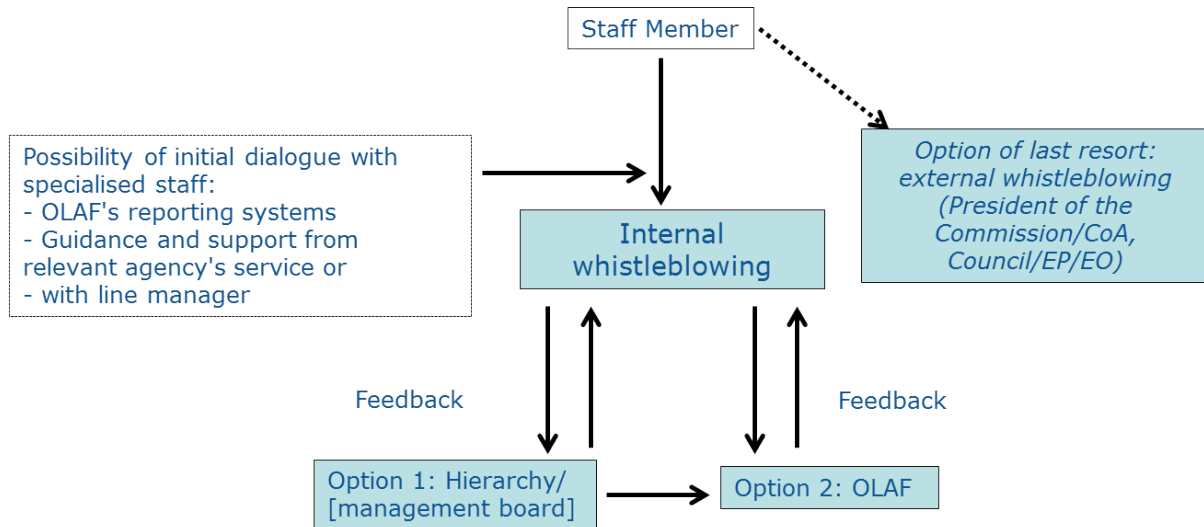 Staff Member
Possibility of initial dialogue with
specialised staff:
- OLAF's reporting systems
- Guidance and support from
relevant agency's service or
- with line manager
Option of last resort:
external whistleblowing
(President of the
Commission/CoA,
Council/EP/EO)
Internal
whistleblowing
Feedback
Feedback
Option 1: Hierarchy/
[management board]
Option 2: OLAF